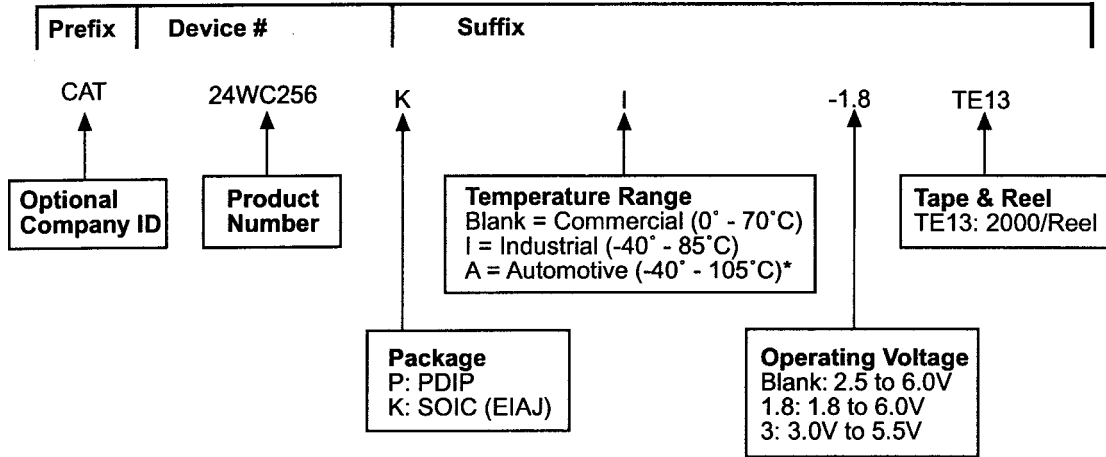 Prefix Device # Suffix
CAT 24WC256 K I -1.8 TE13
Optional
Company ID
Product
Number
Temperature Range
Blank = Commercial (0˚ - 70˚C)
I = Industrial (-40˚ - 85˚C)
A = Automotive (-40˚ - 105˚C)*
Tape & Reel
TE13: 2000/Reel
Package
P: PDIP
K: SOIC (EIAJ)
Operating Voltage
Blank: 2.5 to 6.0V
1.8: 1.8 to 6.0V
3: 3.0V to 5.5V